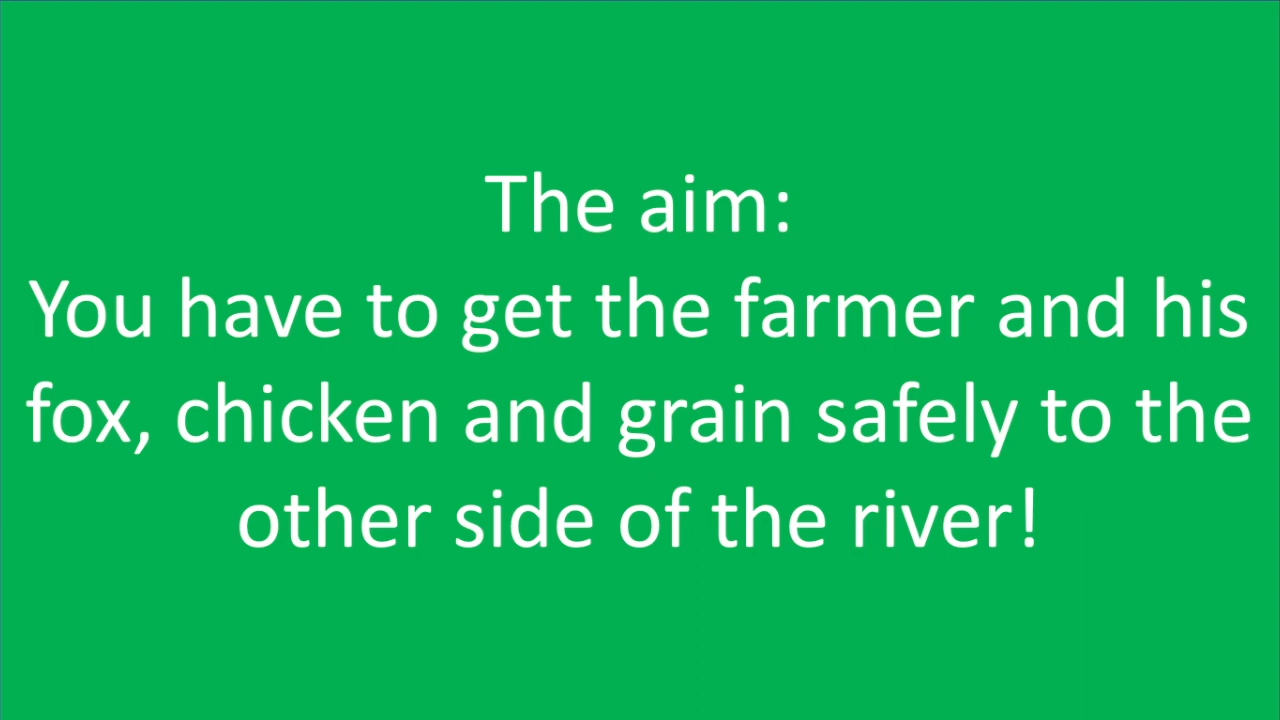 The aim:
You have to get the farmer and his
fox, chicken and grain safely to the
other side of the river!